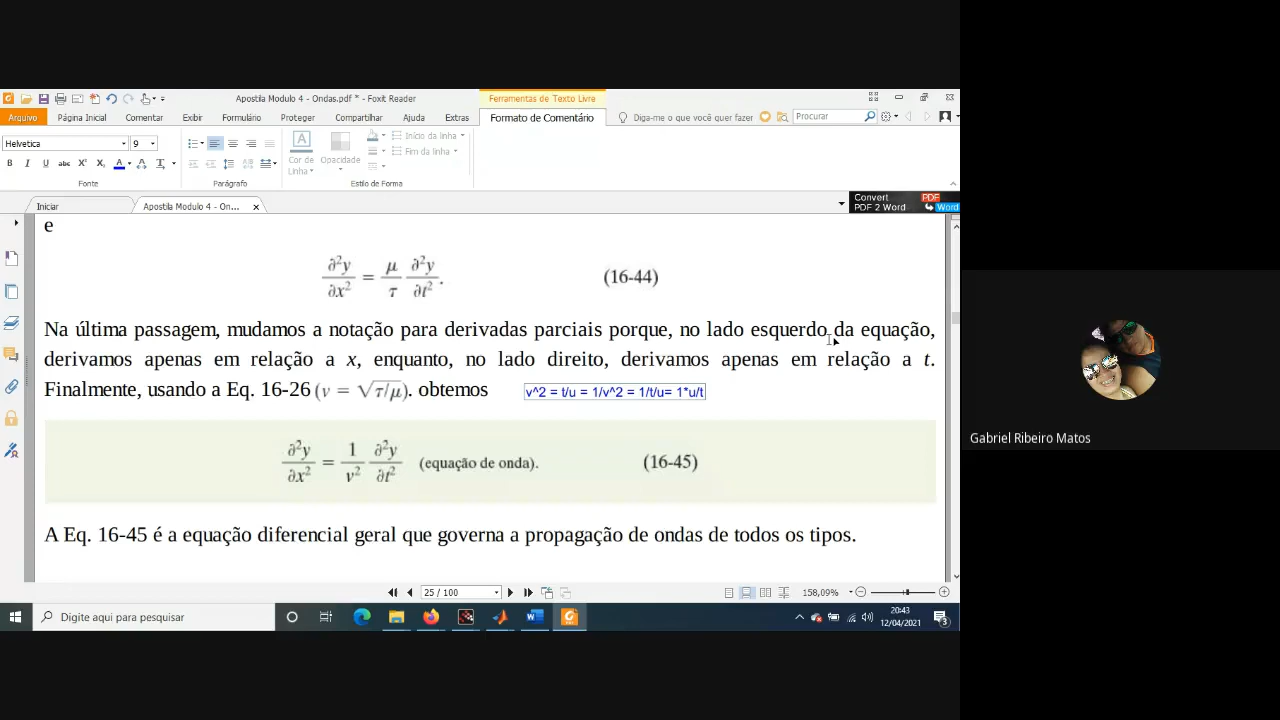 Apostila Modulo 4 - Ondas.pdf * - Foxit Reader
Ferramentas de Texto Livre
Arquivo Página Inicial Comentar Exibir Formulário Proteger Compartilhar Ajuda Extras Formato de Comentário Diga-me o que você quer fazer Procurar
Helvetica 9
N I U abc X² X₂ A A T
Cor de Linha
Opacidade
Início da linha
Fim da linha
Fonte Parágrafo Estilo de Forma
Iniciar Apostila Modulo 4 - On...
Convert PDF
PDF 2 Word Word
e
∂²y/∂x² = μ/τ ∂²y/∂t². (16-44)
Na última passagem, mudamos a notação para derivadas parciais porque, no lado esquerdo da equação,
derivamos apenas em relação a x, enquanto, no lado direito, derivamos apenas em relação a t.
Finalmente, usando a Eq. 16-26 (v = √τ/μ). obtemos v^2 = t/u = 1/v^2 = 1/t/u= 1*u/t
∂²y/∂x² = 1/v² ∂²y/∂t² (equação de onda). (16-45)
A Eq. 16-45 é a equação diferencial geral que governa a propagação de ondas de todos os tipos.
25 / 100 158,09%
Digite aqui para pesquisar
20:43
12/04/2021
3
Gabriel Ribeiro Matos